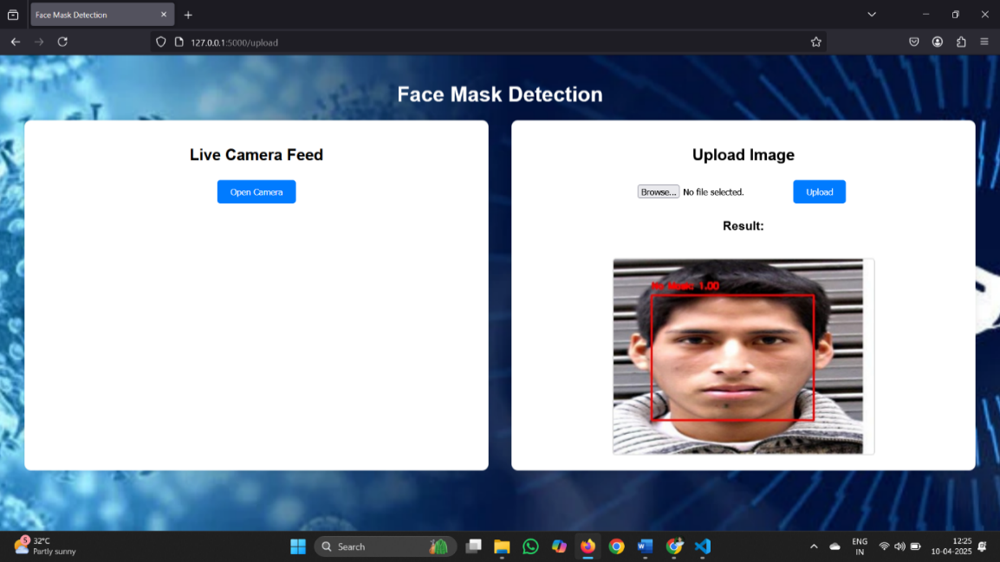 Face Mask Detection
127.0.0.1:5000/upload
Face Mask Detection
Live Camera Feed
Open Camera
Upload Image
Browse... No file selected.
Upload
Result:
No Mask: 1.00
5
32°C
Partly sunny
Search
ENG
IN
12:25
10-04-2025